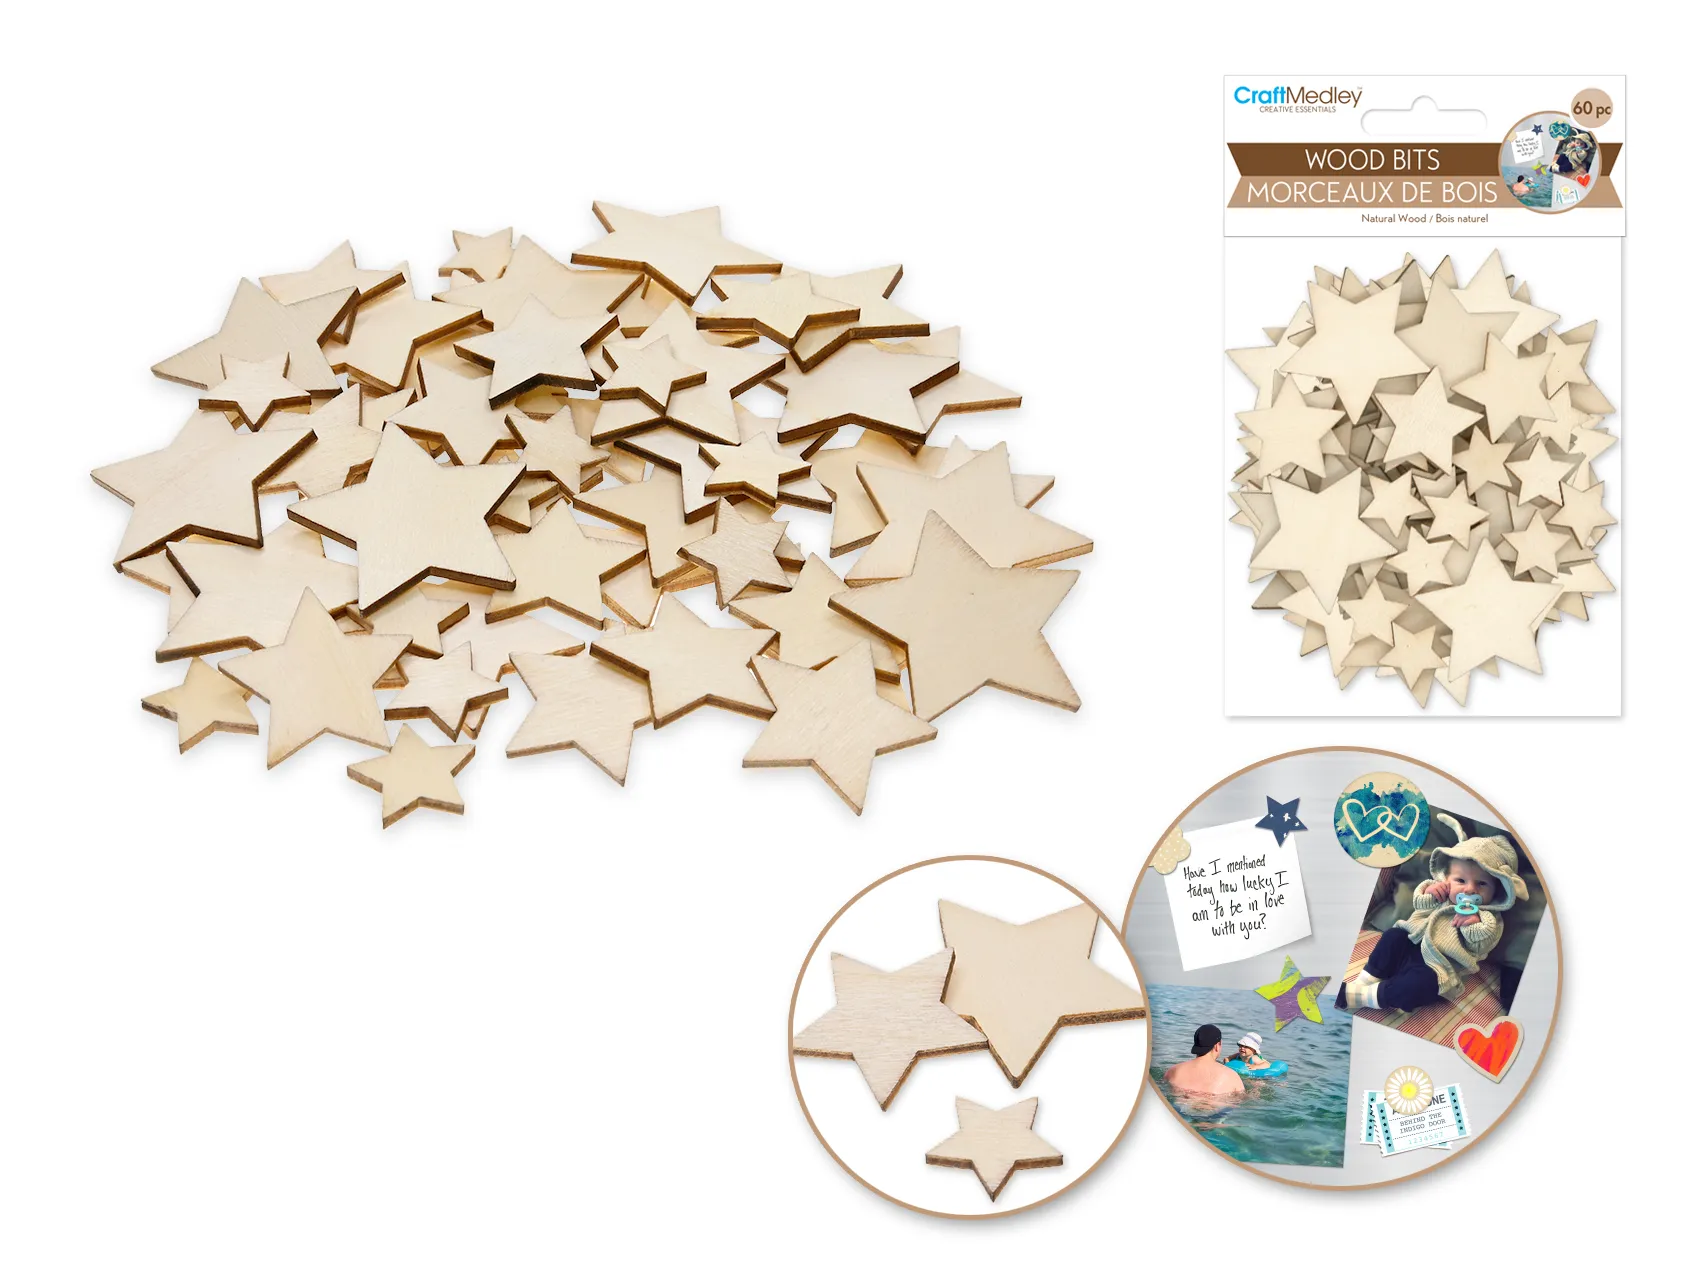 CraftMedley
CREATIVE ESSENTIALS
60 pc
WOOD BITS
MORCEAUX DE BOIS
Natural Wood / Bois naturel
Have I mentioned
today how lucky I
am to be in love
with you?
BEHIND THE
INDIGO DOOR
1234567